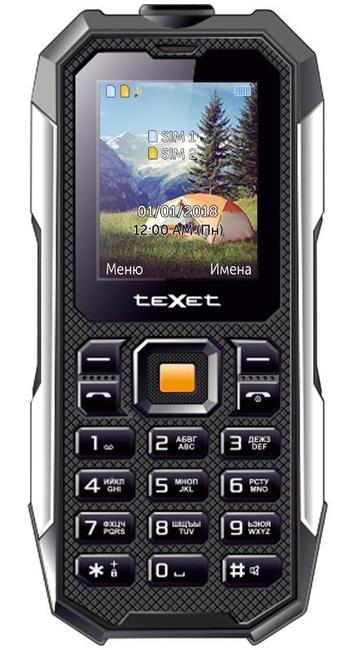 SIM 1
SIM 2
01/01/2018
12:00 AM (Пн)
Меню Имена
teXet
1
2 АБВГ ABC
3 ДЕЖЗ DEF
4 ИЙКЛ GHI
5 МНОП JKL
6 РСТУ MNO
7 ФХЦЧ PQRS
8 ШЩЪЫ TUV
9 ЬЭЮЯ WXYZ
* +
0
#